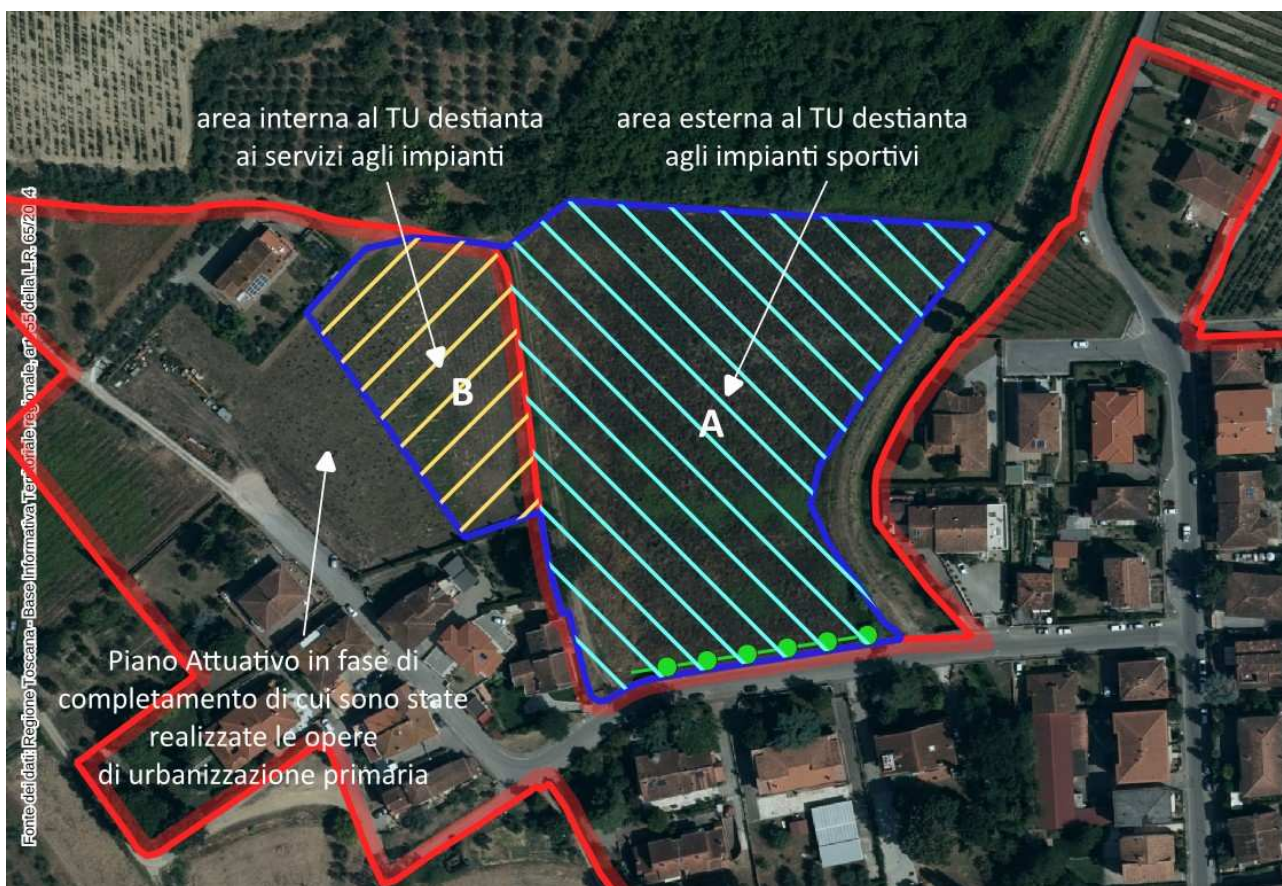 area interna al TU destianta
ai servizi agli impianti
area esterna al TU destianta
agli impianti sportivi
B
A
Piano Attuativo in fase di
completamento di cui sono state
realizzate le opere
di urbanizzazione primaria
Fonte dei dati: Regione Toscana - Base Informativa Territoriale regionale, art. 55 della L.R. 65/2014